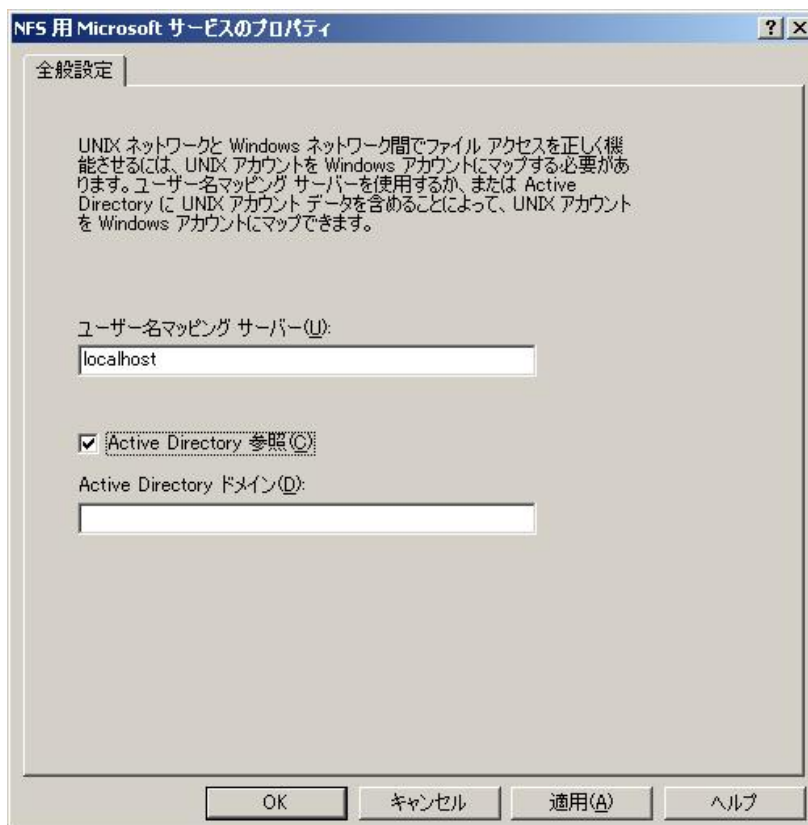 NFS 用 Microsoft サービスのプロパティ
全般設定
UNIX ネットワークと Windows ネットワーク間でファイル アクセスを正しく機
能させるには、UNIX アカウントを Windows アカウントにマップする必要があ
ります。ユーザー名マッピング サーバーを使用するか、または Active
Directory に UNIX アカウント データを含めることによって、UNIX アカウント
を Windows アカウントにマップできます。
ユーザー名マッピング サーバー(U):
localhost
Active Directory 参照(C)
Active Directory ドメイン(D):
OK キャンセル 適用(A) ヘルプ